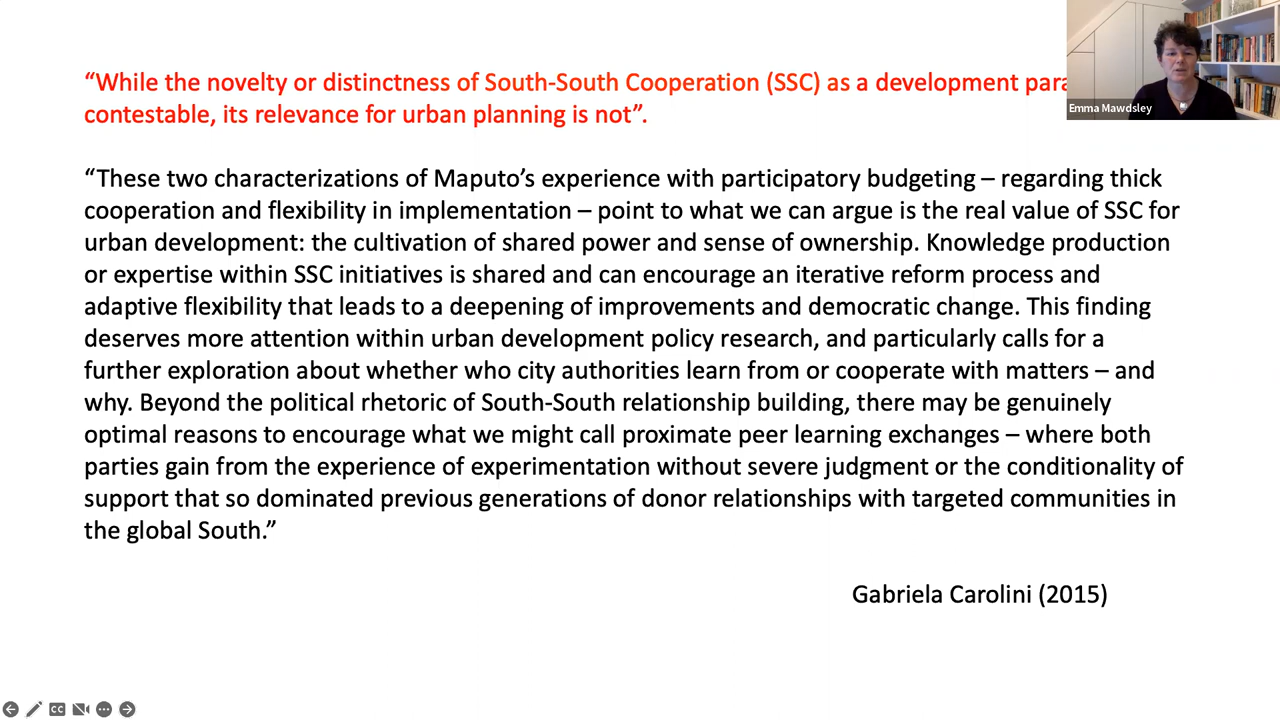 “While the novelty or distinctness of South-South Cooperation (SSC) as a development
contestable, its relevance for urban planning is not”.
Emma Mawdsley
“These two characterizations of Maputo’s experience with participatory budgeting – regarding thick
cooperation and flexibility in implementation – point to what we can argue is the real value of SSC for
urban development: the cultivation of shared power and sense of ownership. Knowledge production
or expertise within SSC initiatives is shared and can encourage an iterative reform process and
adaptive flexibility that leads to a deepening of improvements and democratic change. This finding
deserves more attention within urban development policy research, and particularly calls for a
further exploration about whether who city authorities learn from or cooperate with matters – and
why. Beyond the political rhetoric of South-South relationship building, there may be genuinely
optimal reasons to encourage what we might call proximate peer learning exchanges – where both
parties gain from the experience of experimentation without severe judgment or the conditionality of
support that so dominated previous generations of donor relationships with targeted communities in
the global South.”
Gabriela Carolini (2015)
CC